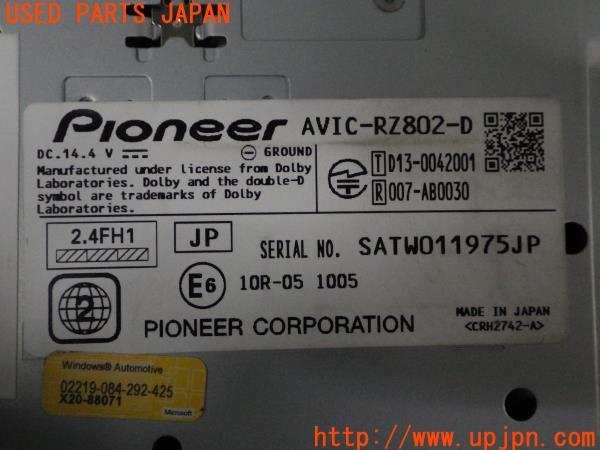 USED PARTS JAPAN
Pioneer AVIC-RZ802-D
DC.14.4 V ⊖ GROUND
Manufactured under license from Dolby
Laboratories. Dolby and the double-D
symbol are trademarks of Dolby
Laboratories.
T D13-0042001
R 007-AB0030
2.4FH1
JP
SERIAL NO. SATW011975JP
2
E6 10R-05 1005
PIONEER CORPORATION
MADE IN JAPAN
<CRH2742-A>
Windows® Automotive
02219-084-292-425
X20-88071
Microsoft
USED PARTS JAPAN
http://www.upjpn.com